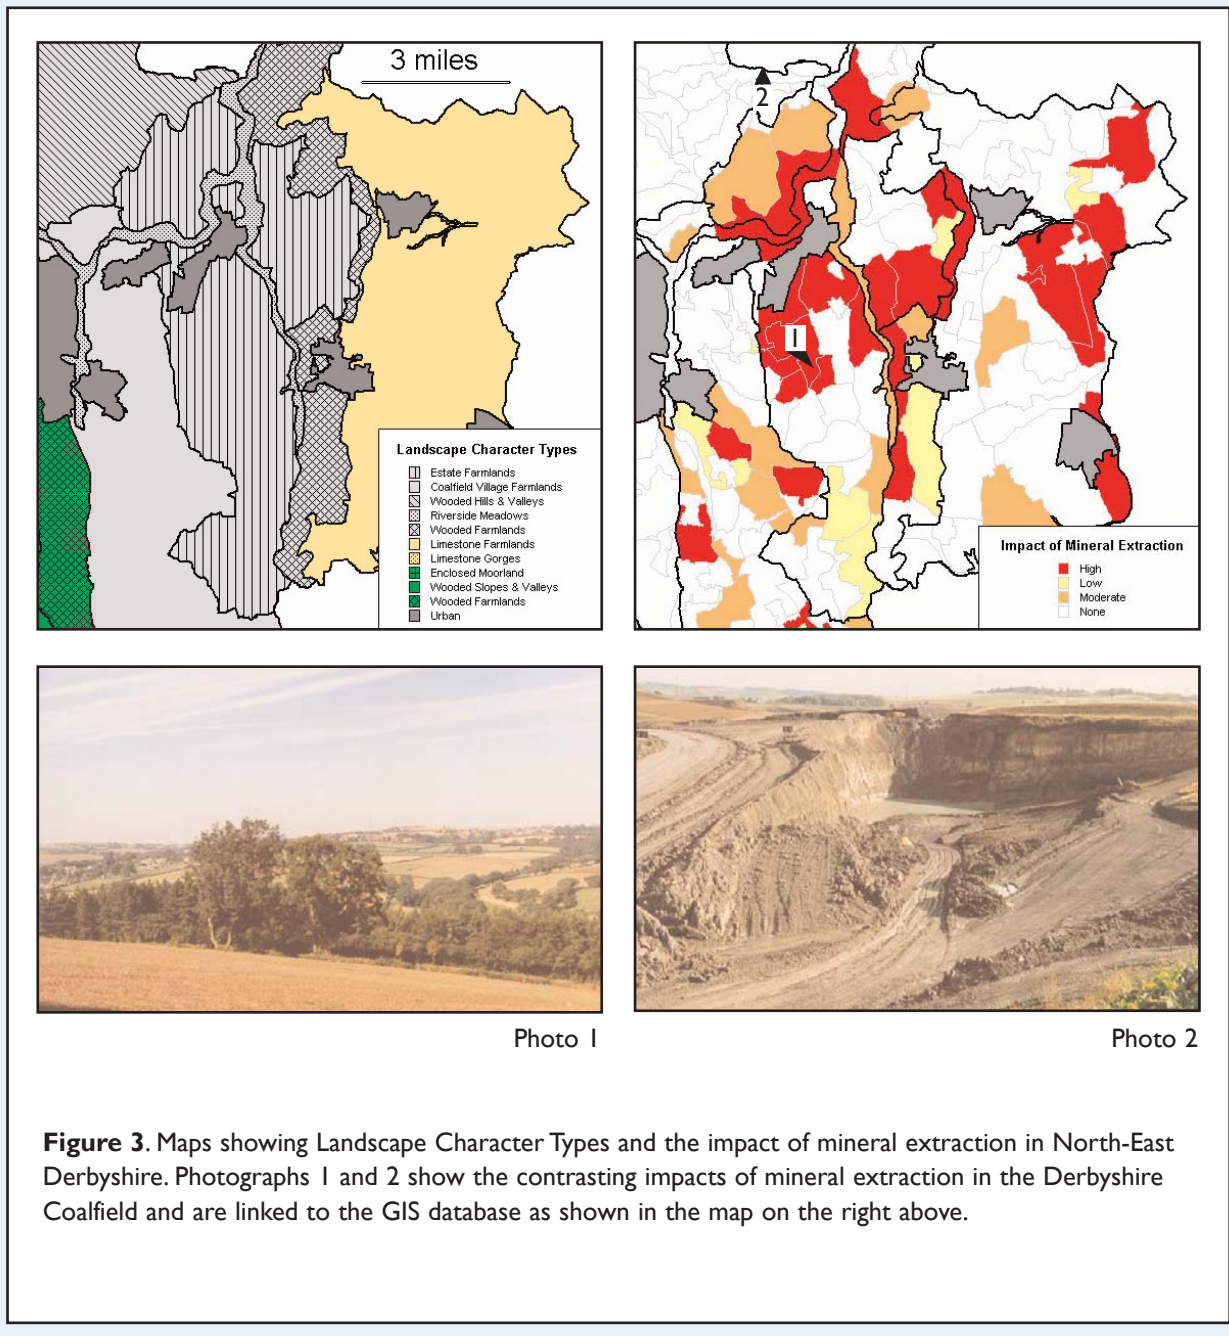 3 miles
Landscape Character Types
Estate Farmlands
Coalfield Village Farmlands
Wooded Hills & Valleys
Riverside Meadows
Wooded Farmlands
Limestone Farmlands
Limestone Gorges
Enclosed Moorland
Wooded Slopes & Valleys
Wooded Farmlands
Urban
2
1
Impact of Mineral Extraction
High
Low
Moderate
None
Photo 1
Photo 2
Figure 3. Maps showing Landscape Character Types and the impact of mineral extraction in North-East
Derbyshire. Photographs 1 and 2 show the contrasting impacts of mineral extraction in the Derbyshire
Coalfield and are linked to the GIS database as shown in the map on the right above.